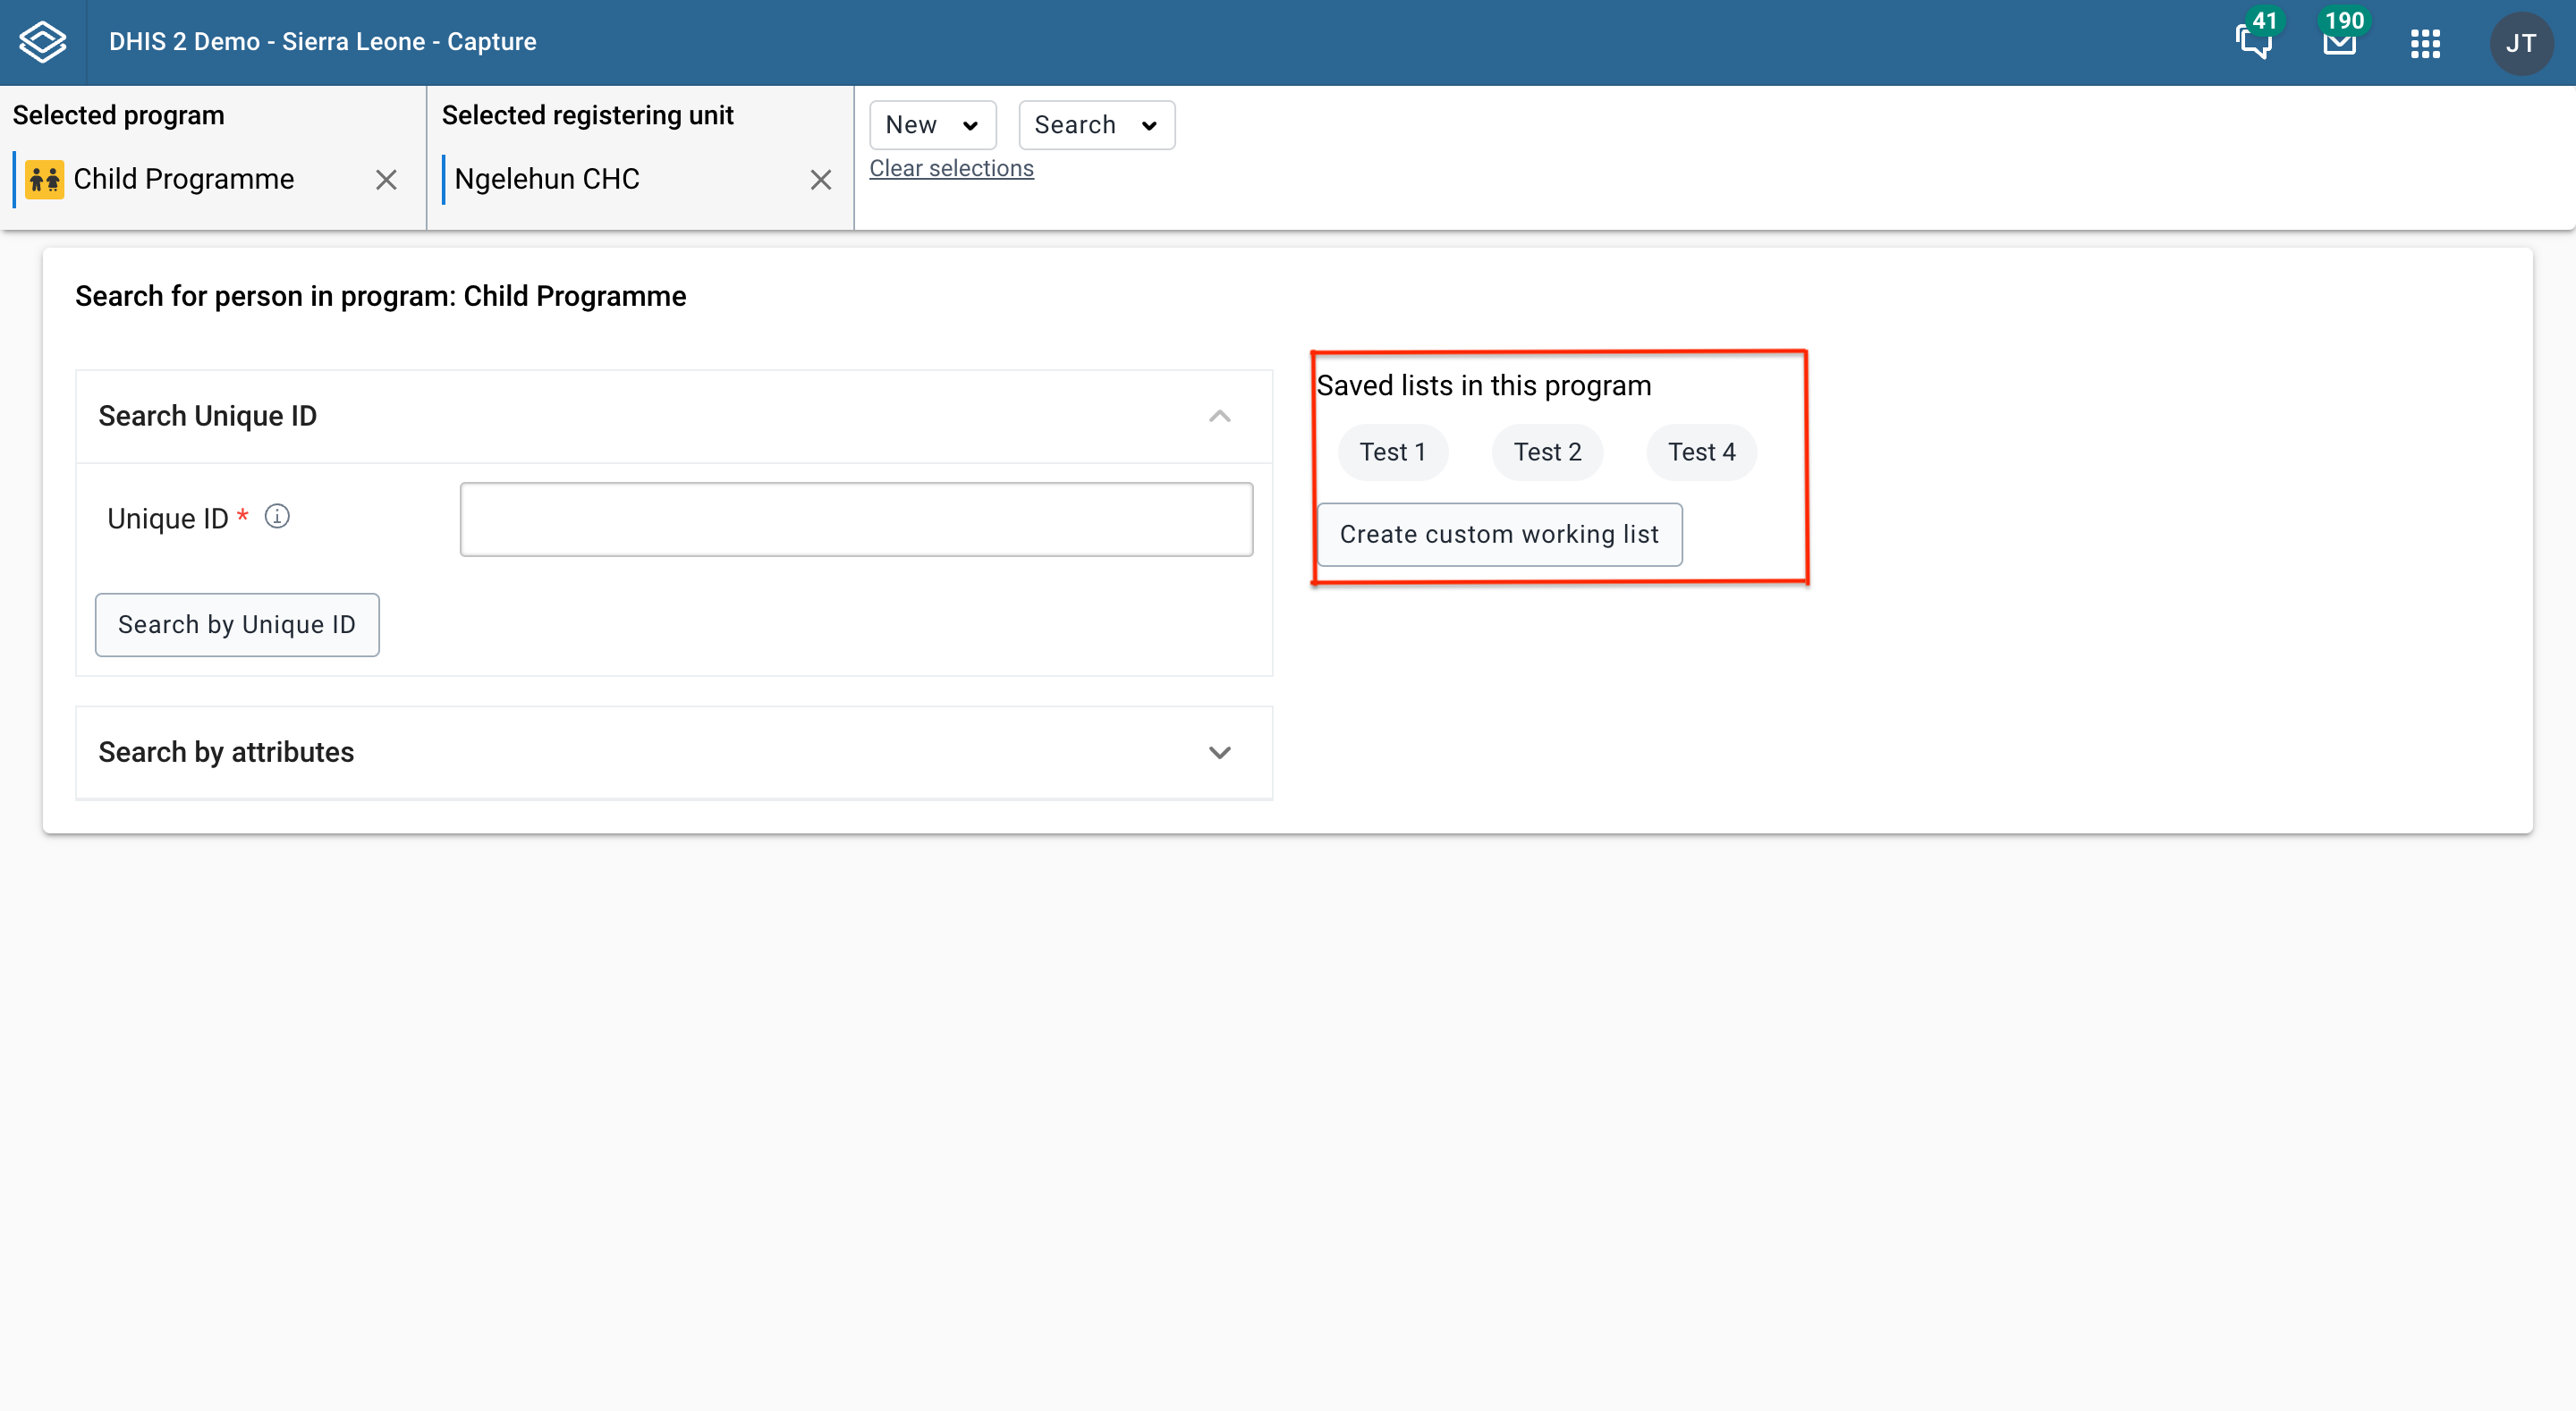 DHIS 2 Demo - Sierra Leone - Capture
41
190
JT
Selected program
Child Programme
Selected registering unit
Ngelehun CHC
New
Search
Clear selections
Search for person in program: Child Programme
Search Unique ID
Unique ID *
Search by Unique ID
Search by attributes
Saved lists in this program
Test 1
Test 2
Test 4
Create custom working list